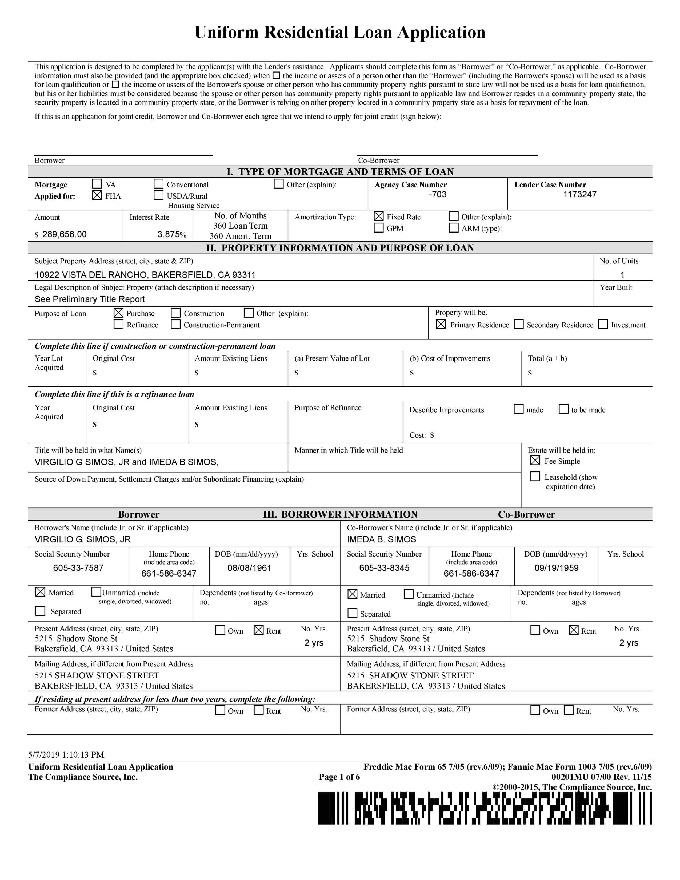 Uniform Residential Loan Application
This application is designed to be completed by the applicant(s) with the Lender's assistance. Applicants should complete this form as "Borrower" or "Co-Borrower," as applicable. Co-Borrower
information must also be provided (and the appropriate box checked) when ☐ the income or assets of a person other than the "Borrower" (including the Borrower's spouse) will be used as a basis
for loan qualification or ☐ the income or assets of the Borrower's spouse or other person who has community property rights pursuant to state law will not be used as a basis for loan qualification,
but his or her liabilities must be considered because the spouse or other person has community property rights pursuant to applicable law and Borrower resides in a community property state, the
security property is located in a community property state, or the Borrower is relying on other property located in a community property state as a basis for repayment of the loan.
If this is an application for joint credit, Borrower and Co-Borrower each agree that we intend to apply for joint credit (sign below):
Borrower Co-Borrower
I. TYPE OF MORTGAGE AND TERMS OF LOAN
Mortgage ☐ VA ☐ Conventional ☐ Other (explain): Agency Case Number Lender Case Number
Applied for: ☒ FHA ☐ USDA/Rural -703 1173247
Housing Service
Amount Interest Rate No. of Months Amortization Type: ☒ Fixed Rate ☐ Other (explain):
360 Loan Term ☐ GPM ☐ ARM (type):
$ 289,656.00 3.875% 360 Amort. Term
II. PROPERTY INFORMATION AND PURPOSE OF LOAN
Subject Property Address (street, city, state & ZIP) No. of Units
10922 VISTA DEL RANCHO, BAKERSFIELD, CA 93311 1
Legal Description of Subject Property (attach description if necessary) Year Built
See Preliminary Title Report
Purpose of Loan ☒ Purchase ☐ Construction ☐ Other (explain): Property will be:
☐ Refinance ☐ Construction-Permanent ☒ Primary Residence ☐ Secondary Residence ☐ Investment
Complete this line if construction or construction-permanent loan
Year Lot Original Cost Amount Existing Liens (a) Present Value of Lot (b) Cost of Improvements Total (a + b)
Acquired
$ $ $ $ $
Complete this line if this is a refinance loan
Year Original Cost Amount Existing Liens Purpose of Refinance Describe Improvements ☐ made ☐ to be made
Acquired
$ $
Cost: $
Title will be held in what Name(s) Manner in which Title will be held Estate will be held in:
VIRGILIO G SIMOS, JR and IMEDA B SIMOS, ☒ Fee Simple
Source of Down Payment, Settlement Charges and/or Subordinate Financing (explain) ☐ Leasehold (show
expiration date)
Borrower III. BORROWER INFORMATION Co-Borrower
Borrower's Name (include Jr. or Sr. if applicable) Co-Borrower's Name (include Jr. or Sr. if applicable)
VIRGILIO G. SIMOS, JR IMEDA B. SIMOS
Social Security Number Home Phone DOB (mm/dd/yyyy) Yrs. School Social Security Number Home Phone DOB (mm/dd/yyyy) Yrs. School
(include area code) (include area code)
605-33-7587 661-586-6347 08/08/1961 605-33-8345 661-586-6347 09/19/1959
☒ Married ☐ Unmarried (include Dependents (not listed by Co-Borrower) ☒ Married ☐ Unmarried (include Dependents (not listed by Borrower)
single, divorced, widowed) no. ages single, divorced, widowed) no. ages
☐ Separated ☐ Separated
Present Address (street, city, state, ZIP) ☐ Own ☒ Rent No. Yrs. Present Address (street, city, state, ZIP) ☐ Own ☒ Rent No. Yrs.
5215 Shadow Stone St 2 yrs 5215 Shadow Stone St 2 yrs
Bakersfield, CA 93313 / United States Bakersfield, CA 93313 / United States
Mailing Address, if different from Present Address Mailing Address, if different from Present Address
5215 SHADOW STONE STREET 5215 SHADOW STONE STREET
BAKERSFIELD, CA 93313 / United States BAKERSFIELD, CA 93313 / United States
If residing at present address for less than two years, complete the following:
Former Address (street, city, state, ZIP) ☐ Own ☐ Rent No. Yrs. Former Address (street, city, state, ZIP) ☐ Own ☐ Rent No. Yrs.
5/7/2019 1:10:13 PM
Uniform Residential Loan Application Freddie Mac Form 65 7/05 (rev.6/09); Fannie Mae Form 1003 7/05 (rev.6/09)
The Compliance Source, Inc. Page 1 of 6 00201MU 07/00 Rev. 11/15
©2000-2015, The Compliance Source, Inc.